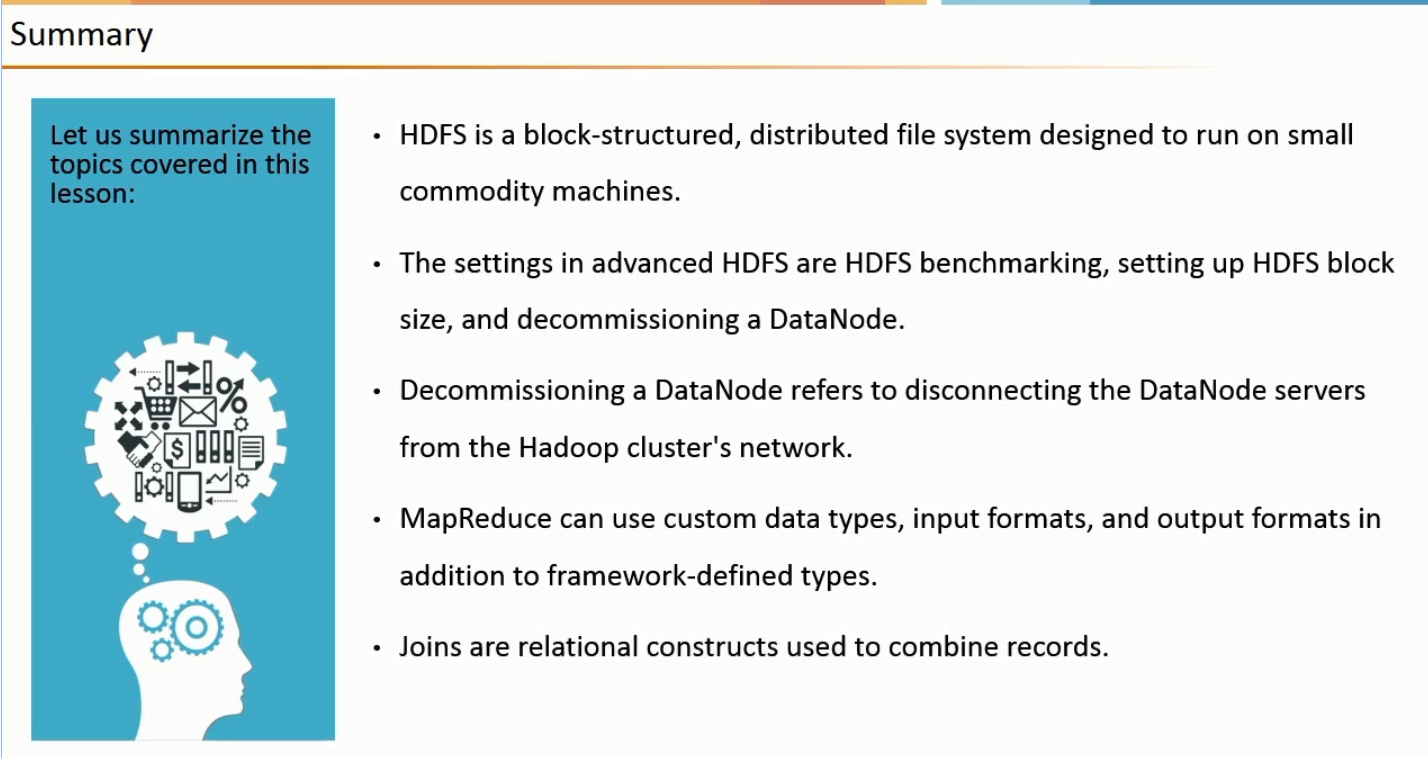 Summary
Let us summarize the
topics covered in this
lesson:
• HDFS is a block-structured, distributed file system designed to run on small
commodity machines.
• The settings in advanced HDFS are HDFS benchmarking, setting up HDFS block
size, and decommissioning a DataNode.
• Decommissioning a DataNode refers to disconnecting the DataNode servers
from the Hadoop cluster's network.
• MapReduce can use custom data types, input formats, and output formats in
addition to framework-defined types.
• Joins are relational constructs used to combine records.